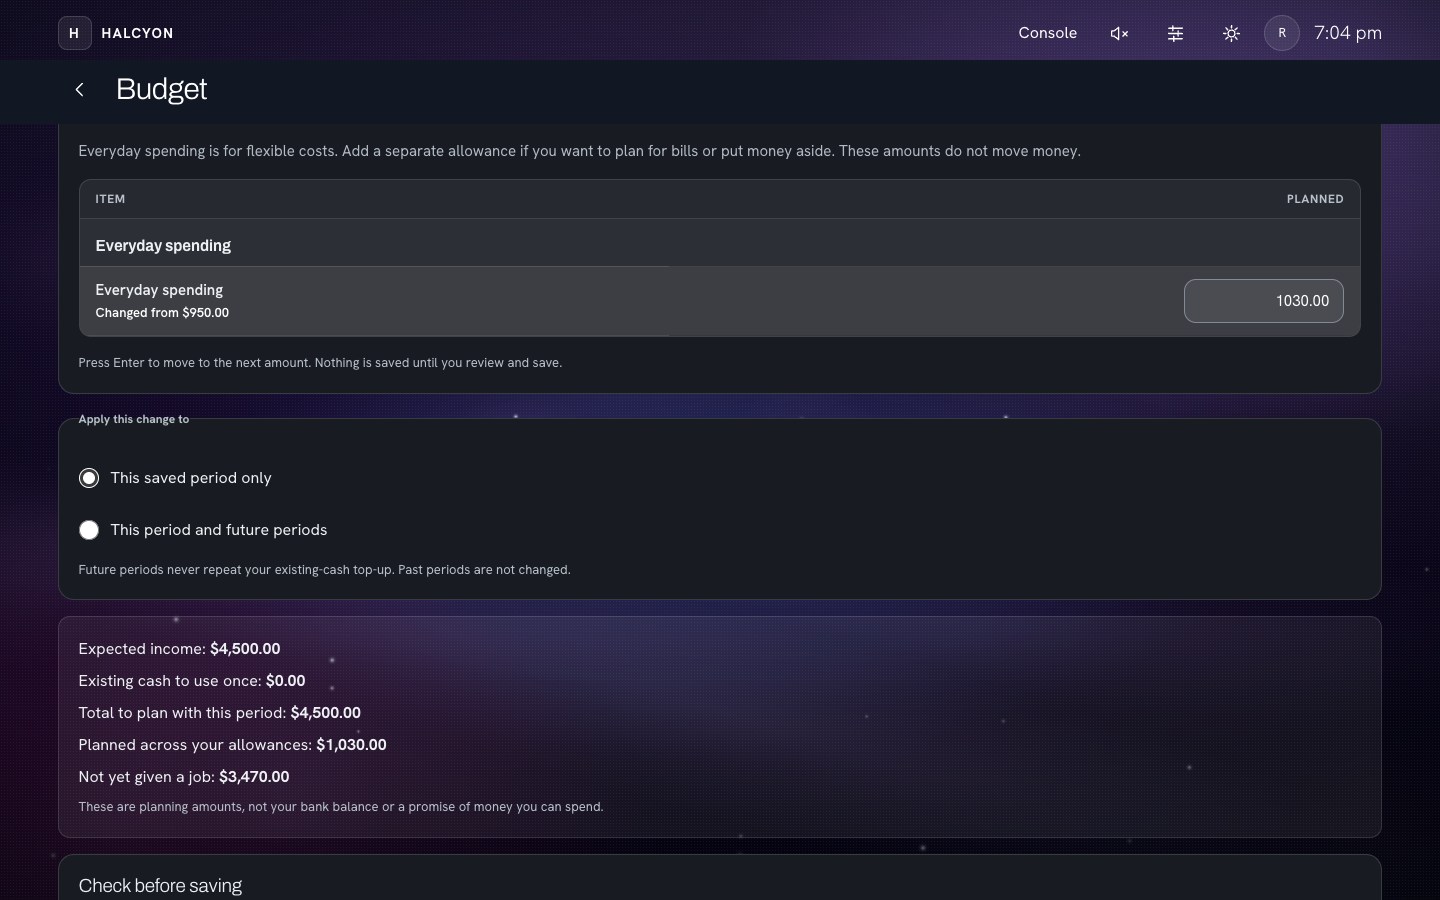 H HALCYON
Console
R
7:04 pm
Budget
Everyday spending is for flexible costs. Add a separate allowance if you want to plan for bills or put money aside. These amounts do not move money.
ITEM PLANNED
Everyday spending
Everyday spending
Changed from $950.00
1030.00
Press Enter to move to the next amount. Nothing is saved until you review and save.
Apply this change to
This saved period only
This period and future periods
Future periods never repeat your existing-cash top-up. Past periods are not changed.
Expected income: $4,500.00
Existing cash to use once: $0.00
Total to plan with this period: $4,500.00
Planned across your allowances: $1,030.00
Not yet given a job: $3,470.00
These are planning amounts, not your bank balance or a promise of money you can spend.
Check before saving